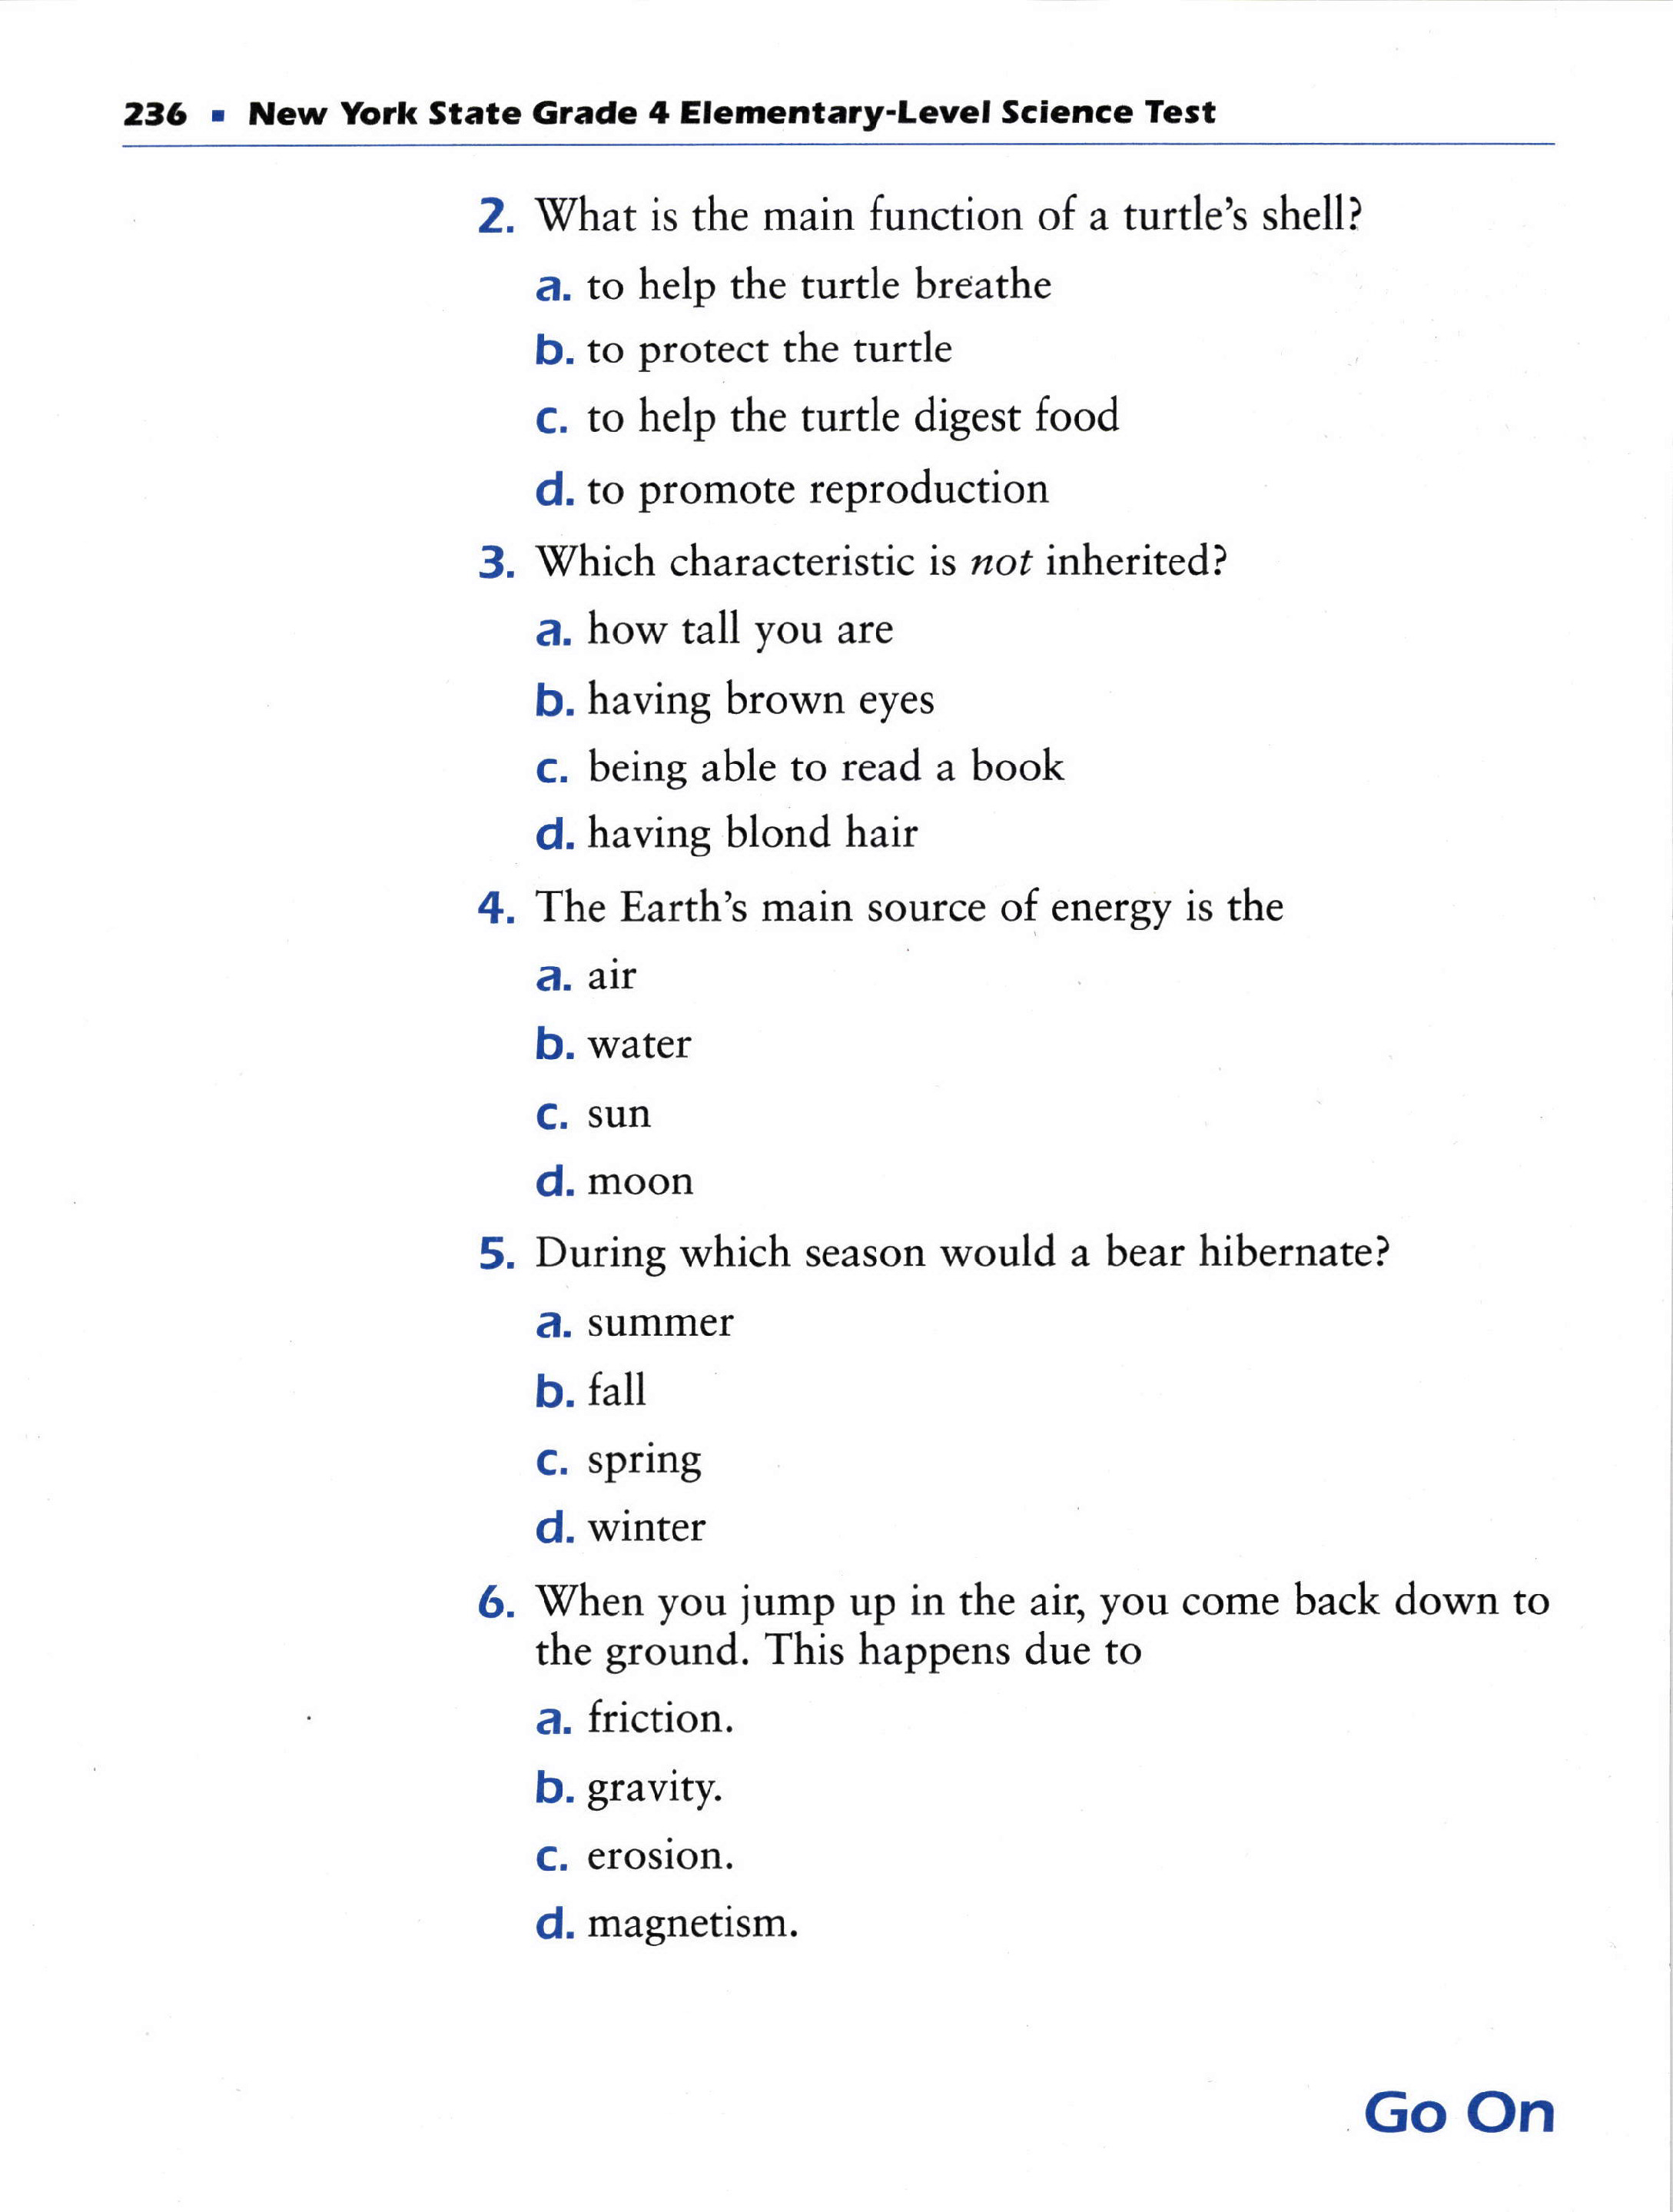 236 ▪ New York State Grade 4 Elementary-Level Science Test
2. What is the main function of a turtle's shell?
a. to help the turtle breathe
b. to protect the turtle
c. to help the turtle digest food
d. to promote reproduction
3. Which characteristic is not inherited?
a. how tall you are
b. having brown eyes
c. being able to read a book
d. having blond hair
4. The Earth's main source of energy is the
a. air
b. water
c. sun
d. moon
5. During which season would a bear hibernate?
a. summer
b. fall
c. spring
d. winter
6. When you jump up in the air, you come back down to
the ground. This happens due to
a. friction.
b. gravity.
c. erosion.
d. magnetism.
Go On